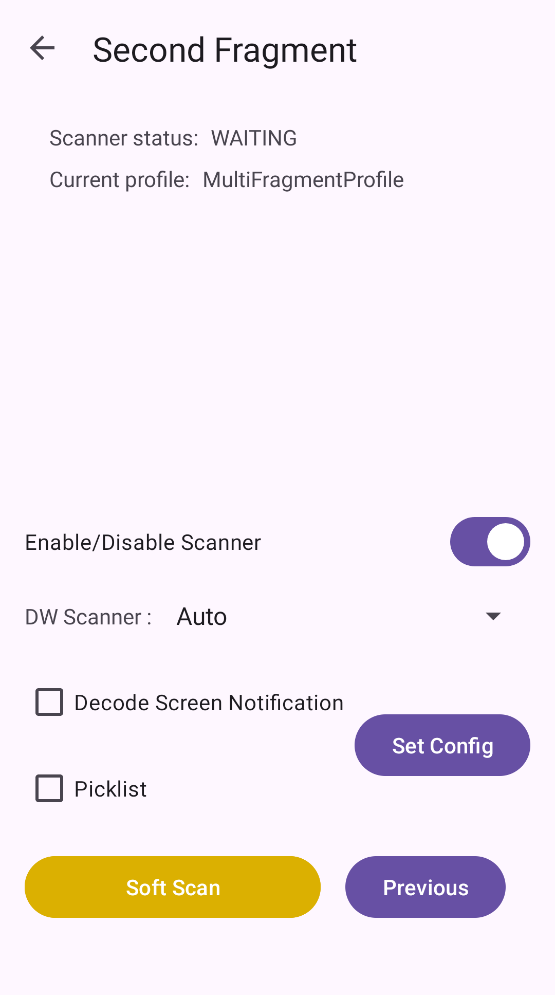 Second Fragment
Scanner status: WAITING
Current profile: MultiFragmentProfile
Enable/Disable Scanner
DW Scanner : Auto
Decode Screen Notification
Set Config
Picklist
Soft Scan
Previous